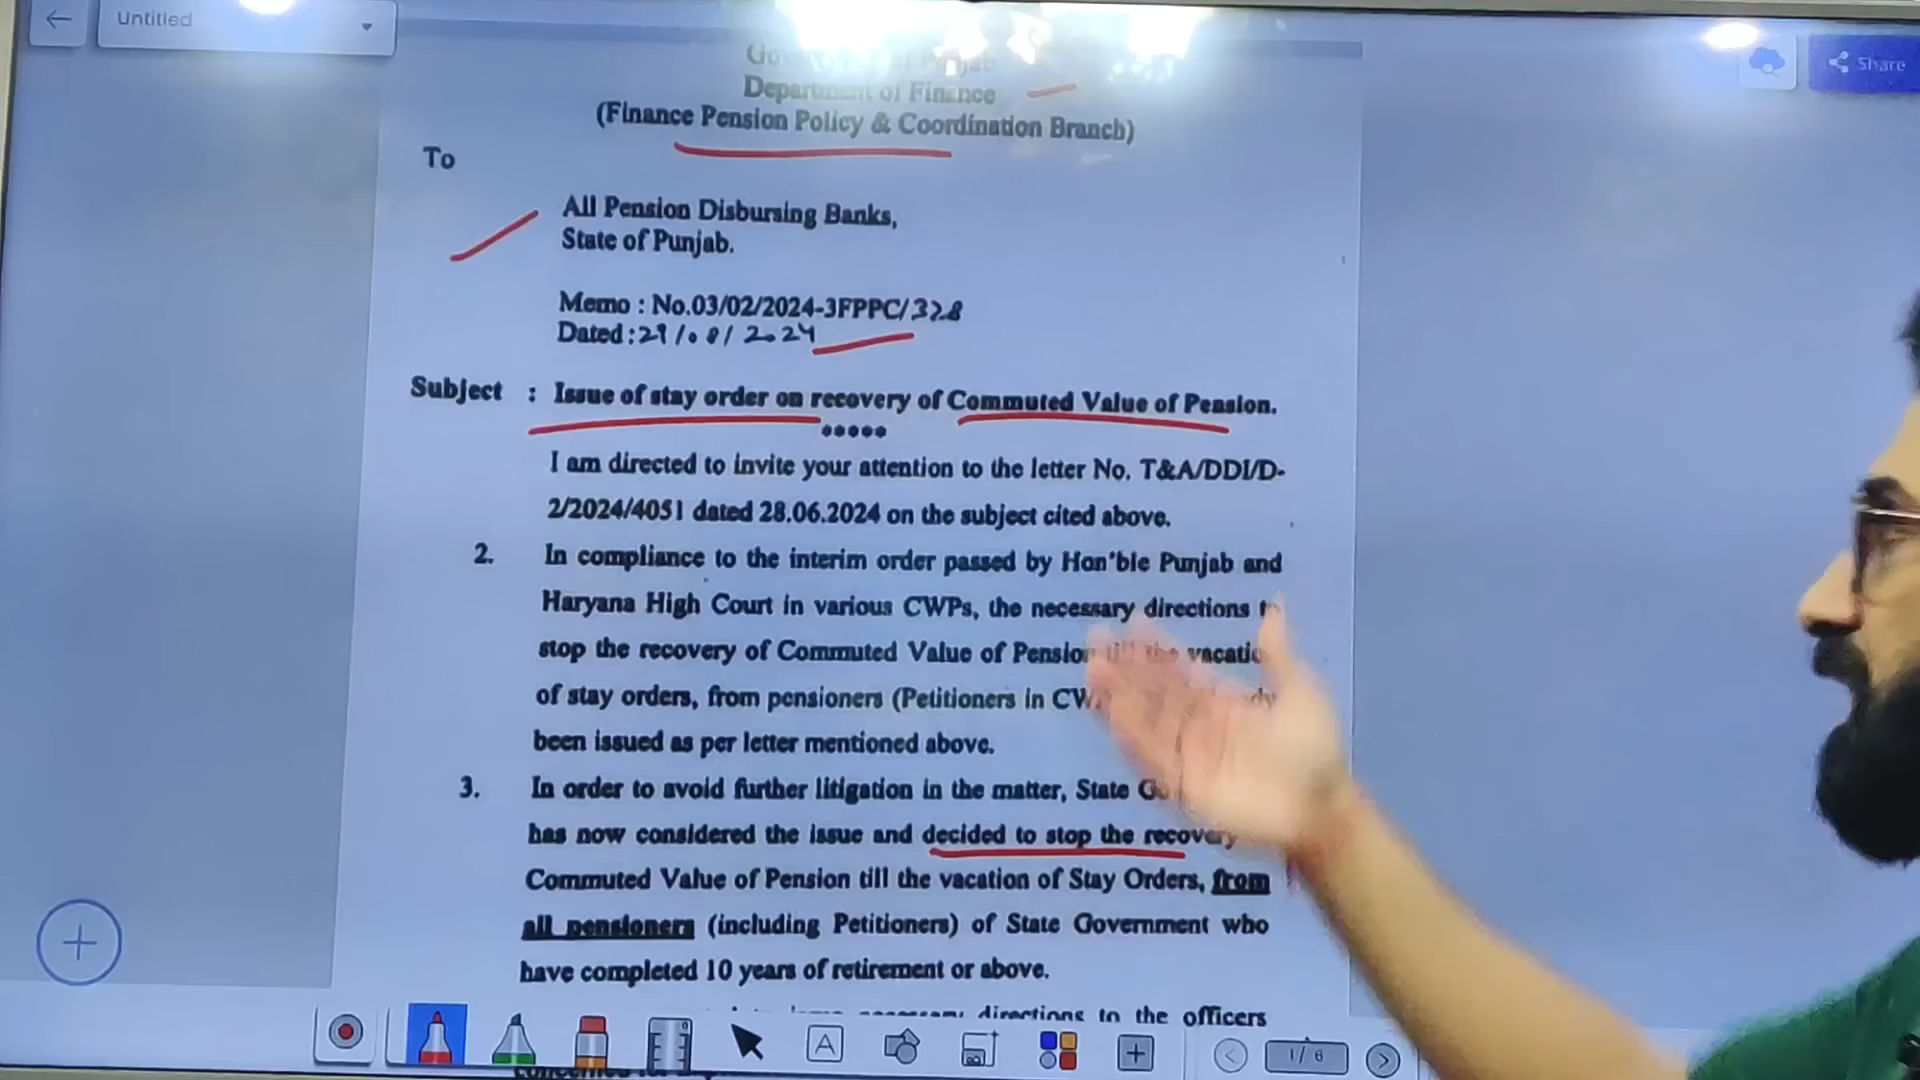 Untitled
Share
Department of Finance
(Finance Pension Policy & Coordination Branch)
To
All Pension Disbursing Banks,
State of Punjab.
Memo : No.03/02/2024-3FPPC/328
Dated :29/08/2024
Subject : Issue of stay order on recovery of Commuted Value of Pension.
*****
I am directed to invite your attention to the letter No. T&A/DDI/D-
2/2024/4051 dated 28.06.2024 on the subject cited above.
2. In compliance to the interim order passed by Hon'ble Punjab and
Haryana High Court in various CWPs, the necessary directions
stop the recovery of Commuted Value of Pension till the
of stay orders, from pensioners (Petitioners in
been issued as per letter mentioned above.
3. In order to avoid further litigation in the matter, State
has now considered the issue and decided to stop the recovery
Commuted Value of Pension till the vacation of Stay Orders, from
all pensioners (including Petitioners) of State Government who
have completed 10 years of retirement or above.
directions to the officers
A
1/6